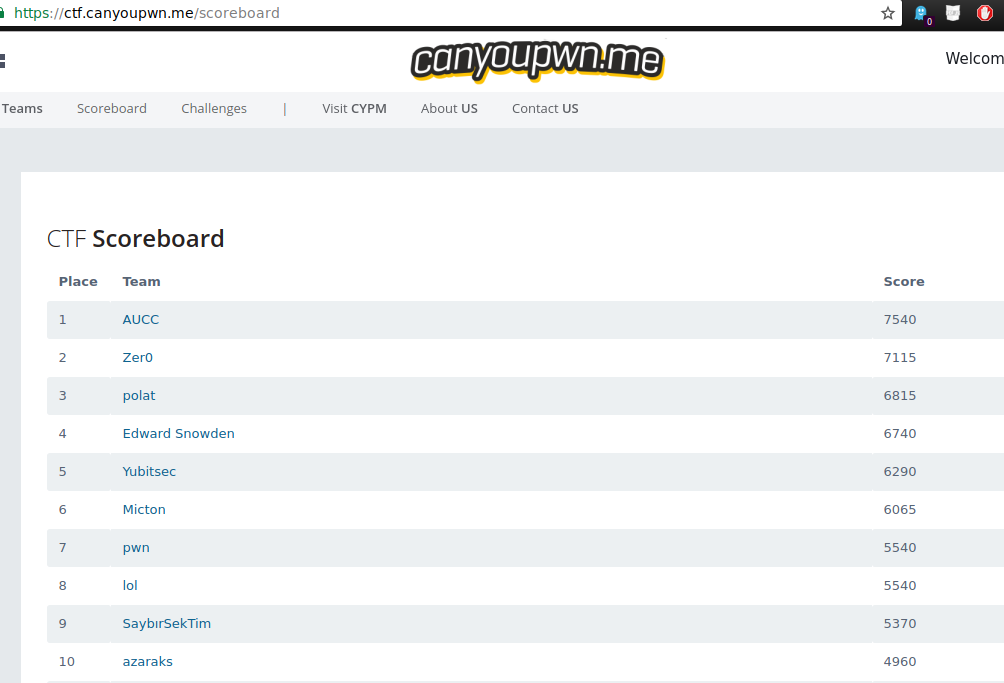 https://ctf.canyoupwn.me/scoreboard
0
canyoupwn.me
Welcom
Teams Scoreboard Challenges | Visit CYPM About US Contact US
CTF Scoreboard
Place Team Score
1 AUCC 7540
2 Zer0 7115
3 polat 6815
4 Edward Snowden 6740
5 Yubitsec 6290
6 Micton 6065
7 pwn 5540
8 lol 5540
9 SaybırSekTim 5370
10 azaraks 4960